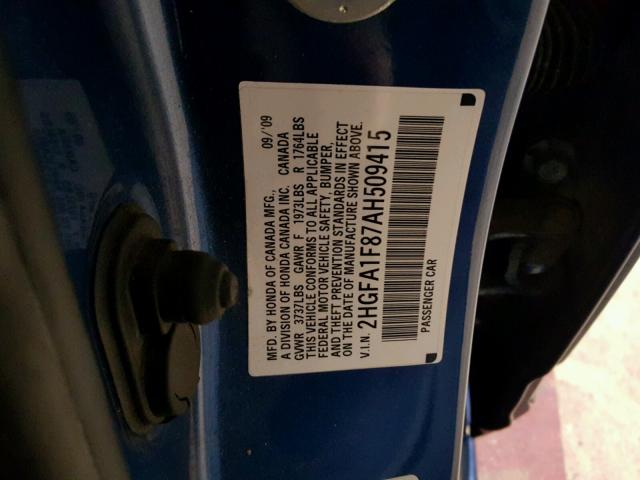 MFD. BY HONDA OF CANADA MFG., 09/'09
A DIVISION OF HONDA CANADA INC. CANADA
GVWR 3737LBS GAWR F 1973LBS R 1764LBS
THIS VEHICLE CONFORMS TO ALL APPLICABLE
FEDERAL MOTOR VEHICLE SAFETY, BUMPER,
AND THEFT PREVENTION STANDARDS IN EFFECT
ON THE DATE OF MANUFACTURE SHOWN ABOVE.
V.I.N. 2HGFA1F87AH509415
PASSENGER CAR